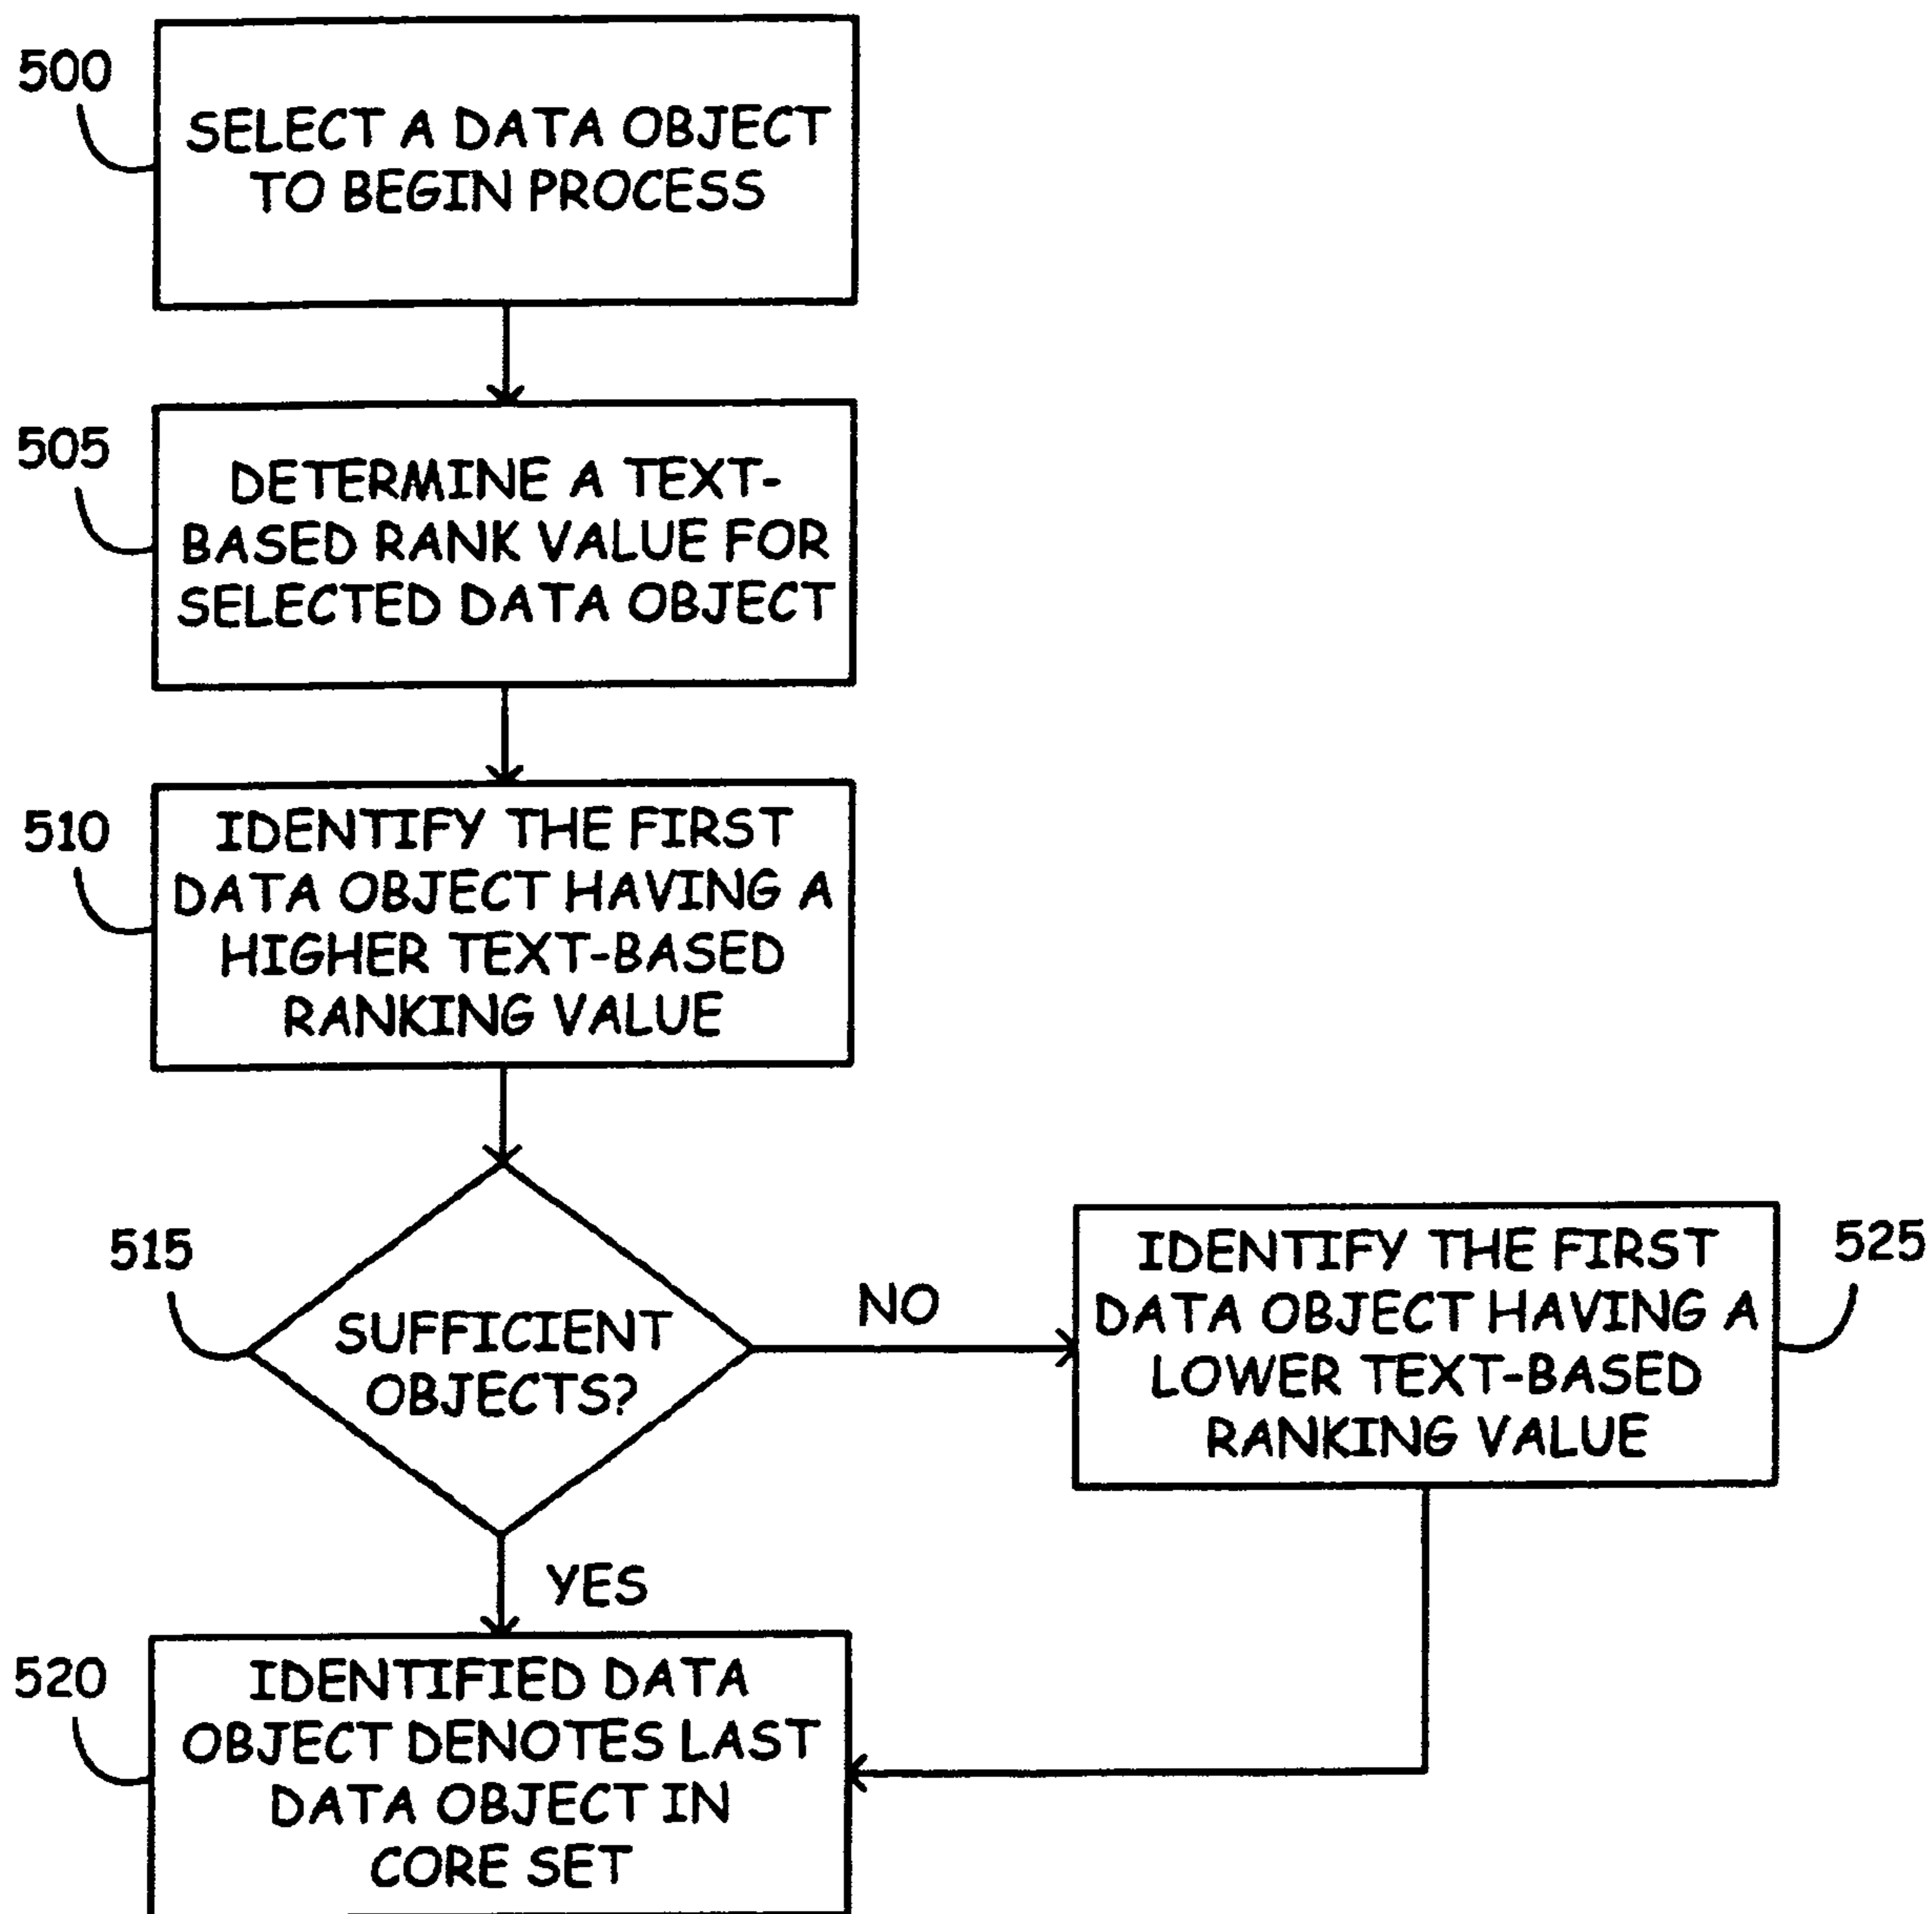 500
SELECT A DATA OBJECT
TO BEGIN PROCESS
505
DETERMINE A TEXT-
BASED RANK VALUE FOR
SELECTED DATA OBJECT
510
IDENTIFY THE FIRST
DATA OBJECT HAVING A
HIGHER TEXT-BASED
RANKING VALUE
515
SUFFICIENT
OBJECTS?
NO
IDENTIFY THE FIRST
DATA OBJECT HAVING A
LOWER TEXT-BASED
RANKING VALUE
525
YES
520
IDENTIFIED DATA
OBJECT DENOTES LAST
DATA OBJECT IN
CORE SET